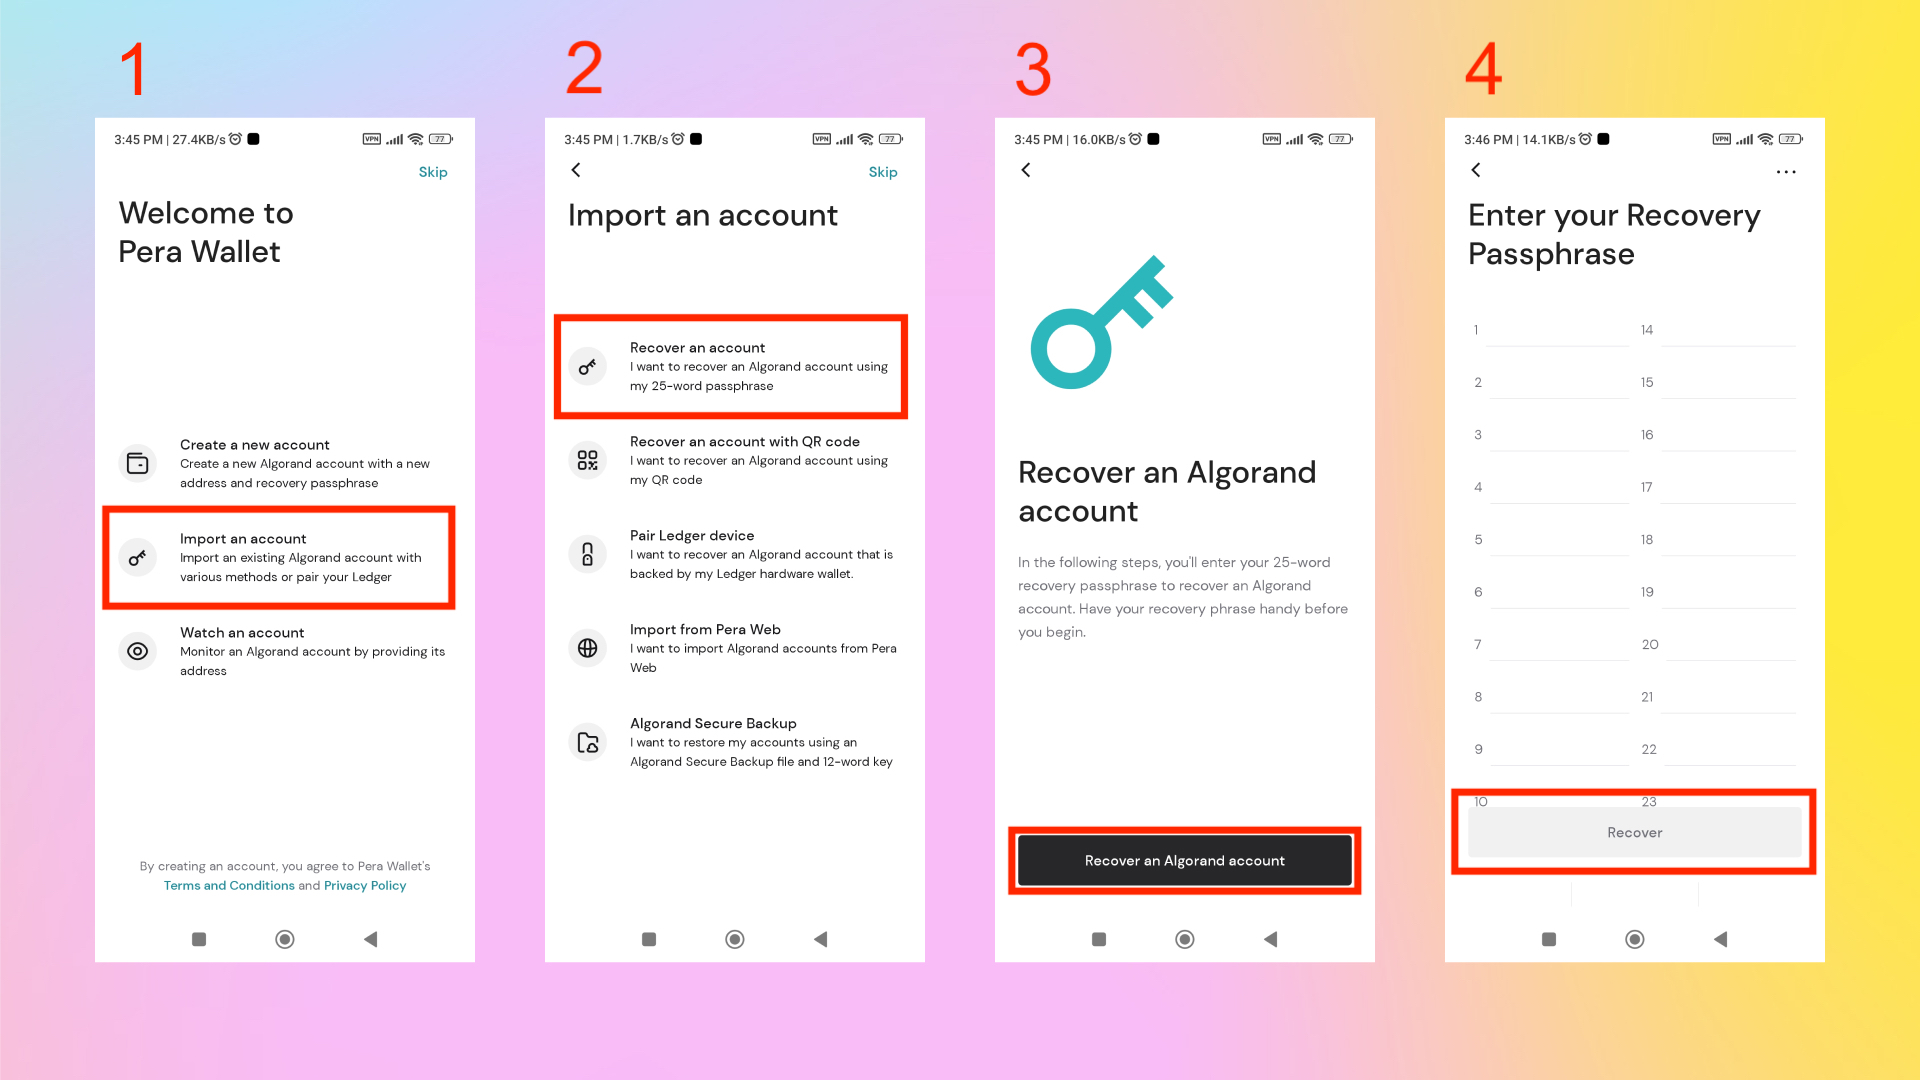 1
3:45 PM | 27.4KB/s
VPN
77
Skip
Welcome to
Pera Wallet
Create a new account
Create a new Algorand account with a new
address and recovery passphrase
Import an account
Import an existing Algorand account with
various methods or pair your Ledger
Watch an account
Monitor an Algorand account by providing its
address
By creating an account, you agree to Pera Wallet's
Terms and Conditions and Privacy Policy
2
3:45 PM | 1.7KB/s
VPN
77
Skip
Import an account
Recover an account
I want to recover an Algorand account using
my 25-word passphrase
Recover an account with QR code
I want to recover an Algorand account using
my QR code
Pair Ledger device
I want to recover an Algorand account that is
backed by my Ledger hardware wallet.
Import from Pera Web
I want to import Algorand accounts from Pera
Web
Algorand Secure Backup
I want to restore my accounts using an
Algorand Secure Backup file and 12-word key
3
3:45 PM | 16.0KB/s
VPN
77
Recover an Algorand
account
In the following steps, you'll enter your 25-word
recovery passphrase to recover an Algorand
account. Have your recovery phrase handy before
you begin.
Recover an Algorand account
4
3:46 PM | 14.1KB/s
VPN
77
Enter your Recovery
Passphrase
1 14
2 15
3 16
4 17
5 18
6 19
7 20
8 21
9 22
10 23
Recover